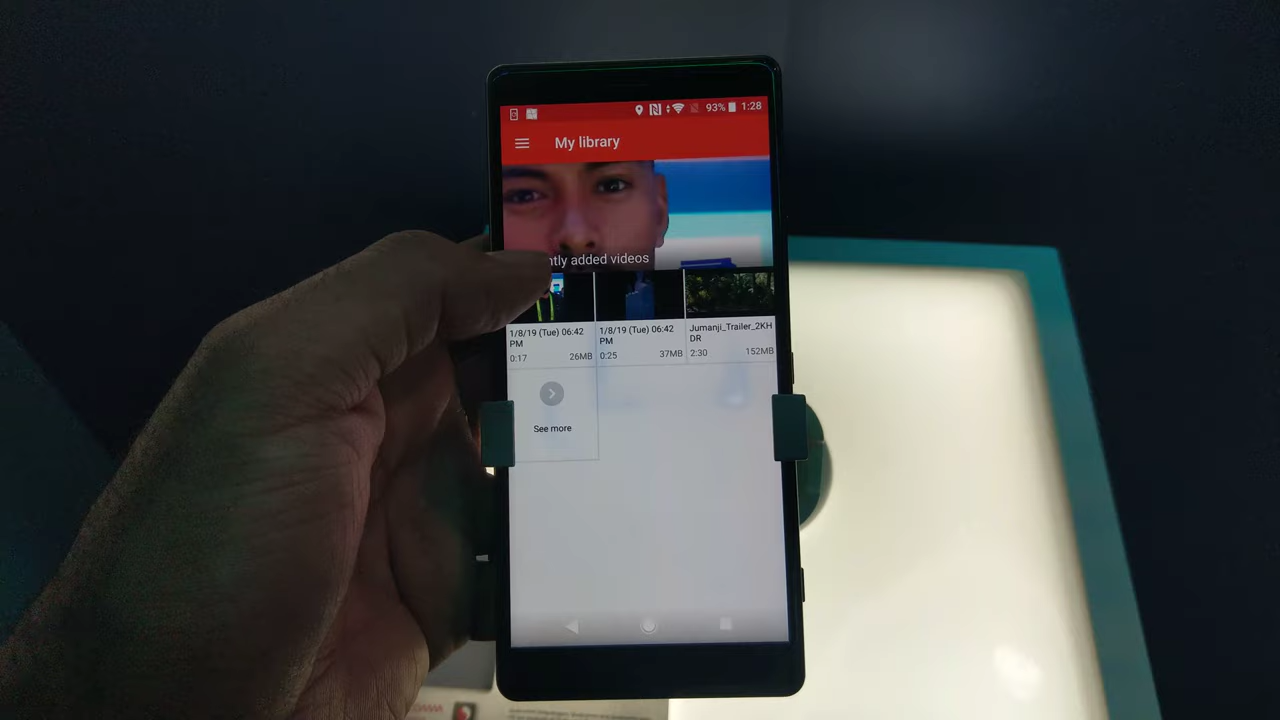 93% 1:28
My library
ntly added videos
1/8/19 (Tue) 06:42
PM
0:17 26MB
1/8/19 (Tue) 06:42
PM
0:25 37MB
Jumanji_Trailer_2KH
DR
2:30 152MB
See more